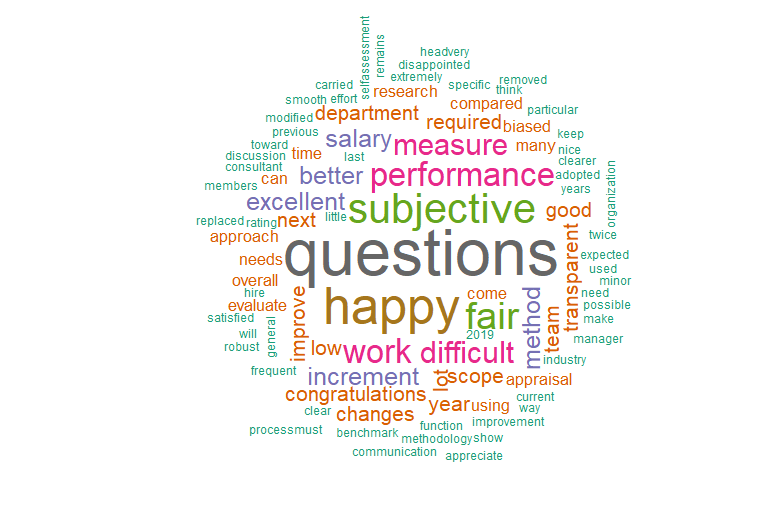 selfassessment
remains
headvery
disappointed
extremely
carried
research
specific
removed
think
smooth
effort
compared
particular
modified
department
required
biased
previous
salary
measure
many
keep
toward
time
nice
discussion
last
clearer
consultant
can
better
performance
adopted
members
years
organization
excellent
subjective
good
replaced
rating
next
little
approach
transparent
twice
needs
questions
expected
overall
used
minor
hire
come
need
evaluate
happy
fair
method
team
possible
satisfied
improve
make
will
2019
general
robust
low
work
difficult
manager
industry
frequent
increment
lot
scope
appraisal
congratulations
year
using
current
clear
changes
way
processmust
benchmark
function
improvement
methodology
show
communication
appreciate